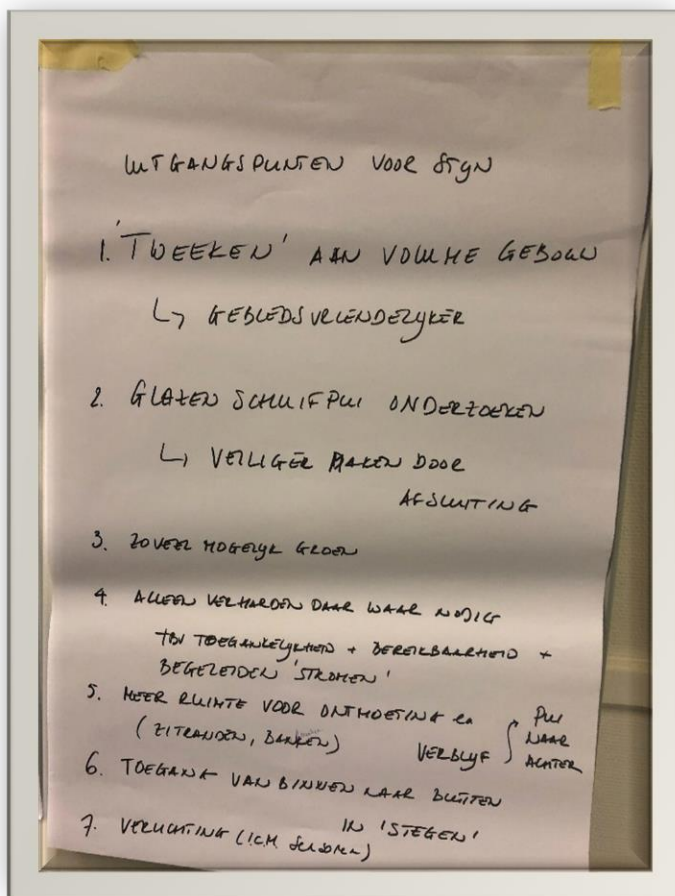 UITGANGSPUNTEN VOOR STIJN
1. 'TWEEKEN' AAN VOLUME GEBOUW
↳ GEBIEDSVRIENDELIJKER
2. GLAZEN SCHUIFPUI ONDERZOEKEN
↳ VEILIGER MAKEN DOOR
AFSLUITING
3. ZOVEEL MOGELIJK GROEN
4. ALLEEN VERHARDEN DAAR WAAR NODIG
TBV TOEGANKELIJKHEID + BEREIKBAARHEID +
BEGELEIDEN 'STROMEN'
5. MEER RUIMTE VOOR ONTMOETING en
(ZITRANDEN, BANKEN) VERBLIJF
PUI
NAAR
ACHTER
6. TOEGANG VAN BINNEN NAAR BUITEN
IN 'STEGEN'
7. VERLICHTING (I.C.M.